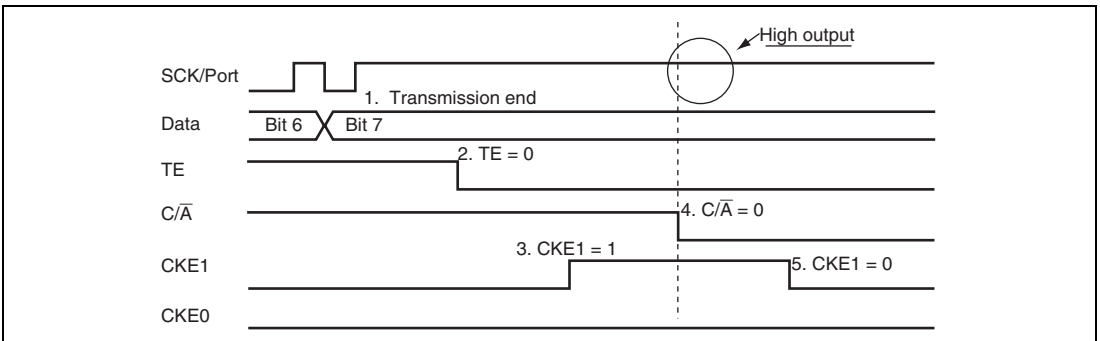 High output
SCK/Port
1. Transmission end
Data
Bit 6
Bit 7
TE
2. TE = 0
C/A̅
4. C/A̅ = 0
3. CKE1 = 1
CKE1
5. CKE1 = 0
CKE0